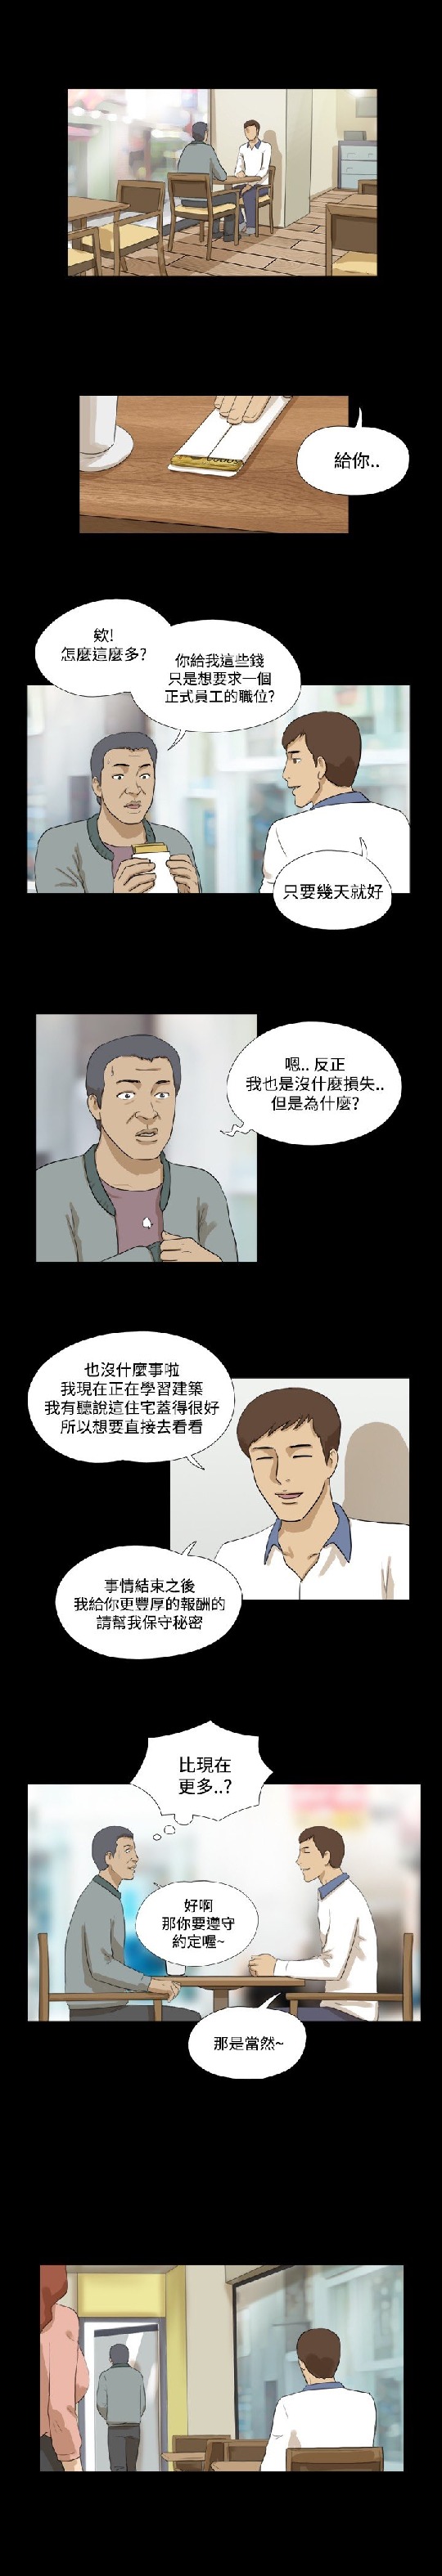 給你..
欸!
怎麼這麼多?
你給我這些錢
只是想要求一個
正式員工的職位?
只要幾天就好
嗯.. 反正
我也是沒什麼損失..
但是為什麼?
也沒什麼事啦
我現在正在學習建築
我有聽說這住宅蓋得很好
所以想要直接去看看
事情結束之後
我給你更豐厚的報酬的
請幫我保守秘密
比現在
更多..?
好啊
那你要遵守
約定喔~
那是當然~